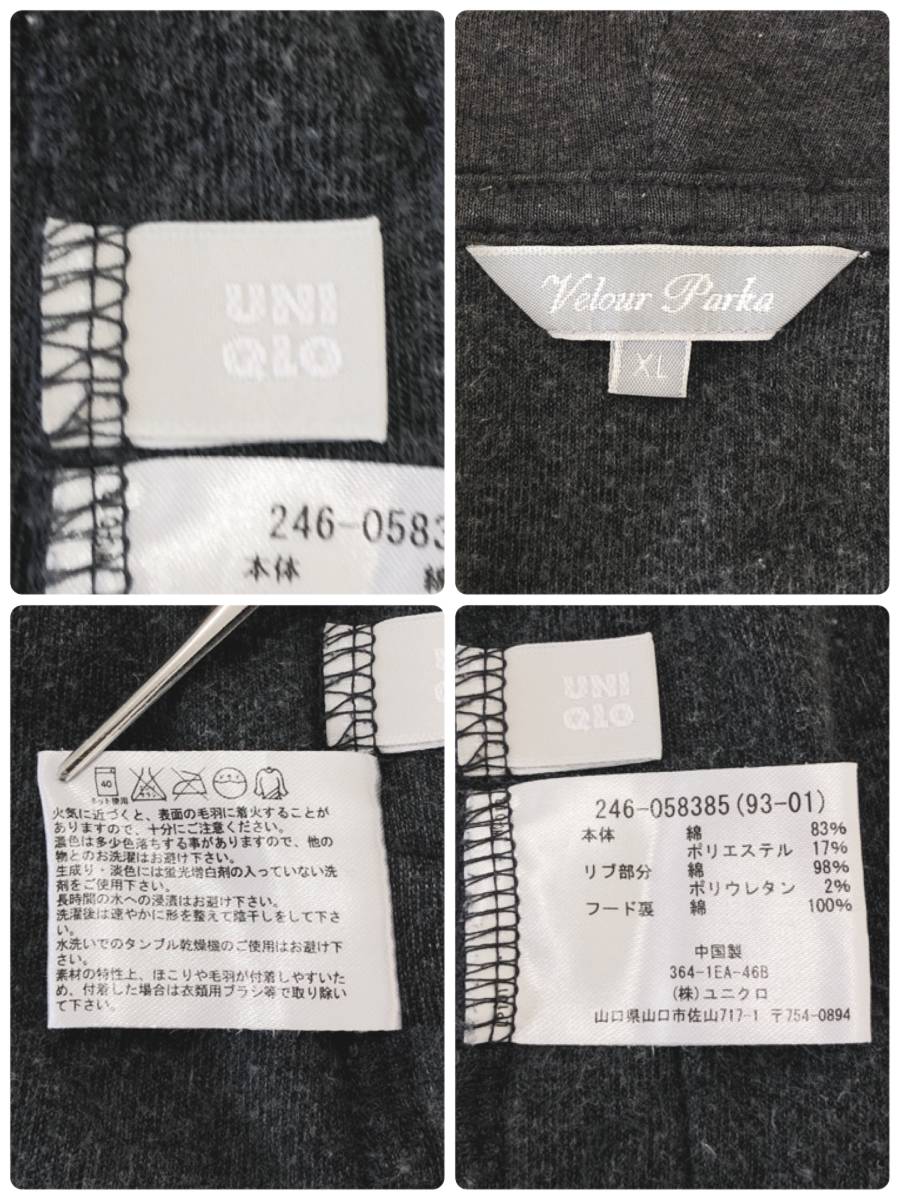 UNI
QLO
246-0583
本体 綿
Velour Parka
XL
UNI
QLO
40
ネット使用
火気に近づくと、表面の毛羽に着火することが
ありますので、十分にご注意ください。
濃色は多少色落ちする事がありますので、他の
物とのお洗濯はお避け下さい。
生成り・淡色には蛍光増白剤の入っていない洗
剤をご使用下さい。
長時間の水への浸漬はお避け下さい。
洗濯後は速やかに形を整えて陰干しをして下さ
い。
水洗いでのタンブル乾燥機のご使用はお避け下
さい。
素材の特性上、ほこりや毛羽が付着しやすいた
め、付着した場合は衣類用ブラシ等で取り除い
て下さい。
UNI
QLO
246-058385(93-01)
本体 綿 83%
ポリエステル 17%
リブ部分 綿 98%
ポリウレタン 2%
フード裏 綿 100%
中国製
364-1EA-46B
(株)ユニクロ
山口県山口市佐山717-1 〒754-0894